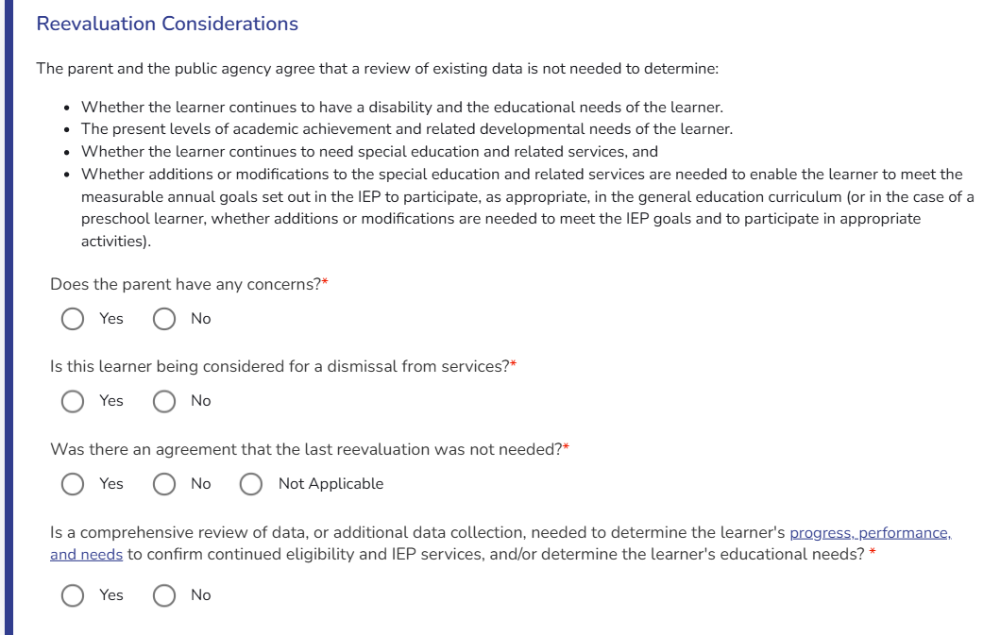 Reevaluation Considerations
The parent and the public agency agree that a review of existing data is not needed to determine:
• Whether the learner continues to have a disability and the educational needs of the learner.
• The present levels of academic achievement and related developmental needs of the learner.
• Whether the learner continues to need special education and related services, and
• Whether additions or modifications to the special education and related services are needed to enable the learner to meet the
measurable annual goals set out in the IEP to participate, as appropriate, in the general education curriculum (or in the case of a
preschool learner, whether additions or modifications are needed to meet the IEP goals and to participate in appropriate
activities).
Does the parent have any concerns?*
Yes No
Is this learner being considered for a dismissal from services?*
Yes No
Was there an agreement that the last reevaluation was not needed?*
Yes No Not Applicable
Is a comprehensive review of data, or additional data collection, needed to determine the learner's progress, performance,
and needs to confirm continued eligibility and IEP services, and/or determine the learner's educational needs? *
Yes No